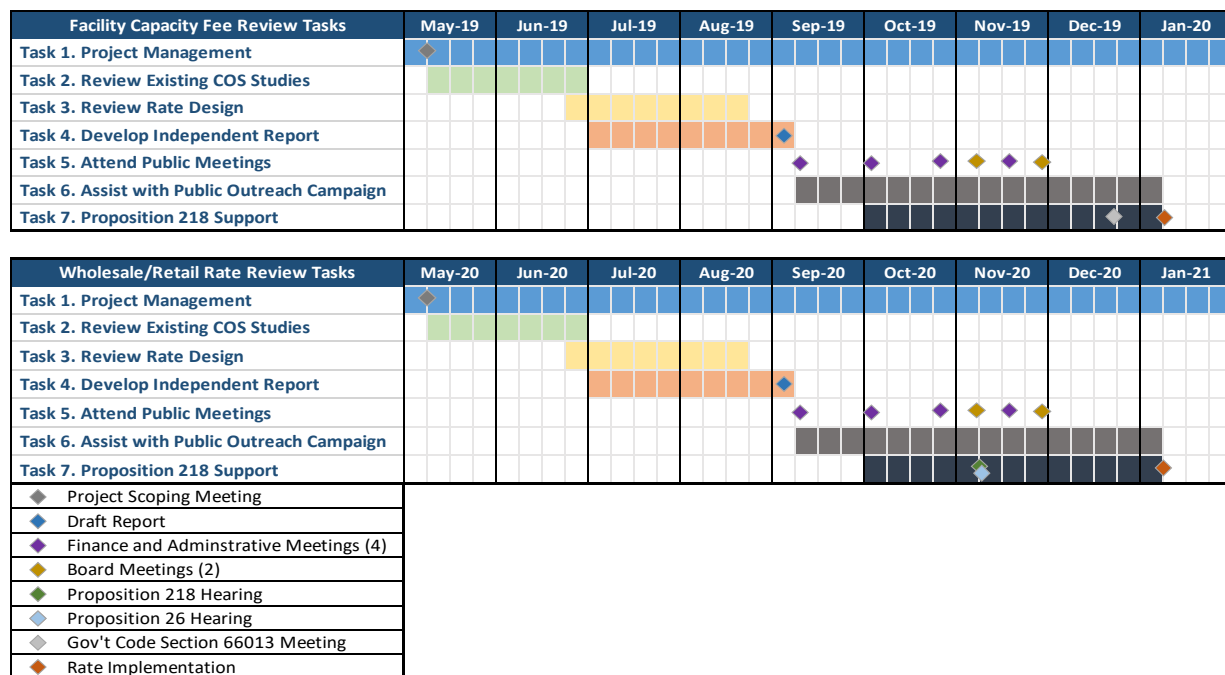 Facility Capacity Fee Review Tasks May-19 Jun-19 Jul-19 Aug-19 Sep-19 Oct-19 Nov-19 Dec-19 Jan-20
Task 1. Project Management
Task 2. Review Existing COS Studies
Task 3. Review Rate Design
Task 4. Develop Independent Report
Task 5. Attend Public Meetings
Task 6. Assist with Public Outreach Campaign
Task 7. Proposition 218 Support
Wholesale/Retail Rate Review Tasks May-20 Jun-20 Jul-20 Aug-20 Sep-20 Oct-20 Nov-20 Dec-20 Jan-21
Task 1. Project Management
Task 2. Review Existing COS Studies
Task 3. Review Rate Design
Task 4. Develop Independent Report
Task 5. Attend Public Meetings
Task 6. Assist with Public Outreach Campaign
Task 7. Proposition 218 Support
Project Scoping Meeting
Draft Report
Finance and Adminstrative Meetings (4)
Board Meetings (2)
Proposition 218 Hearing
Proposition 26 Hearing
Gov't Code Section 66013 Meeting
Rate Implementation